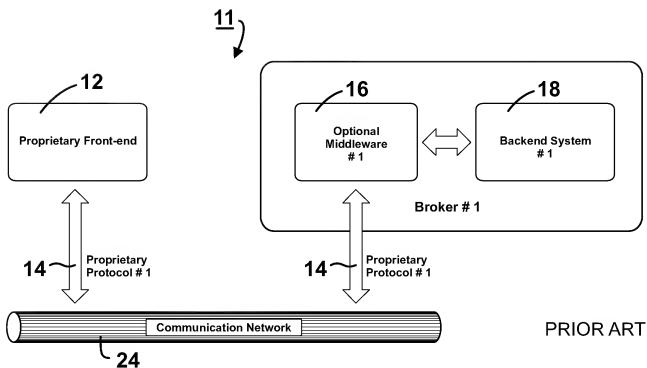 11
12
Proprietary Front-end
16
Optional
Middleware
# 1
18
Backend System
# 1
Broker # 1
14
Proprietary
Protocol # 1
14
Proprietary
Protocol # 1
Communication Network
24
PRIOR ART